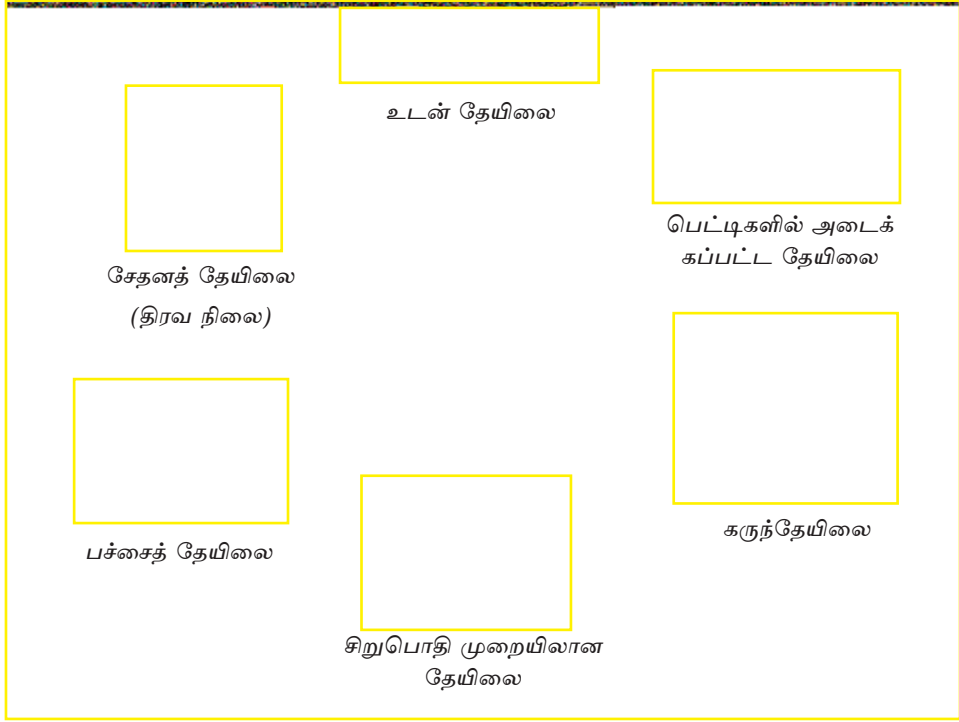 உடன் தேயிலை
பெட்டிகளில் அடைக்
கப்பட்ட தேயிலை
சேதனத் தேயிலை
(திரவ நிலை)
கருந்தேயிலை
பச்சைத் தேயிலை
சிறுபொதி முறையிலான
தேயிலை